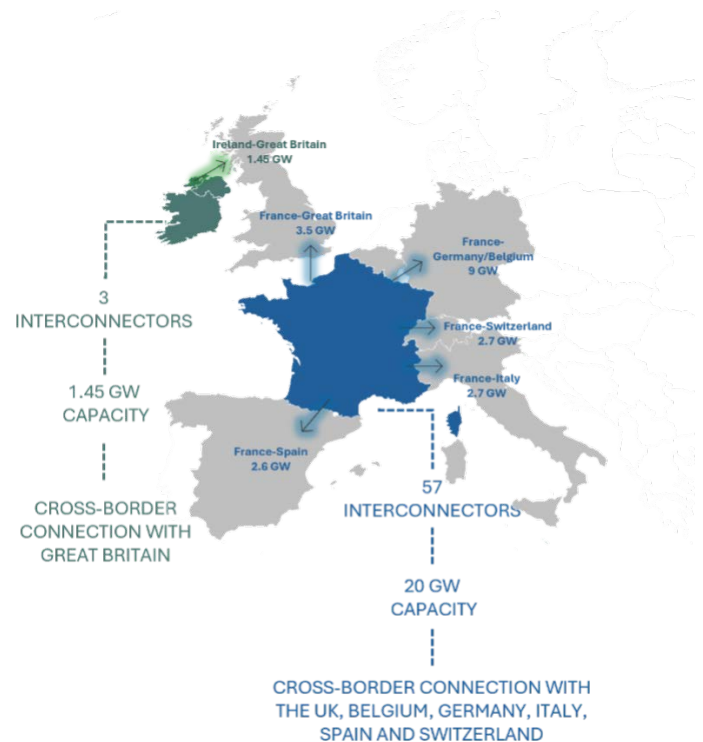 Ireland-Great Britain
1.45 GW
France-Great Britain
3.5 GW
France-
Germany/Belgium
9 GW
France-Switzerland
2.7 GW
France-Italy
2.7 GW
France-Spain
2.6 GW
3
INTERCONNECTORS
1.45 GW
CAPACITY
CROSS-BORDER
CONNECTION WITH
GREAT BRITAIN
57
INTERCONNECTORS
20 GW
CAPACITY
CROSS-BORDER CONNECTION WITH
THE UK, BELGIUM, GERMANY, ITALY,
SPAIN AND SWITZERLAND